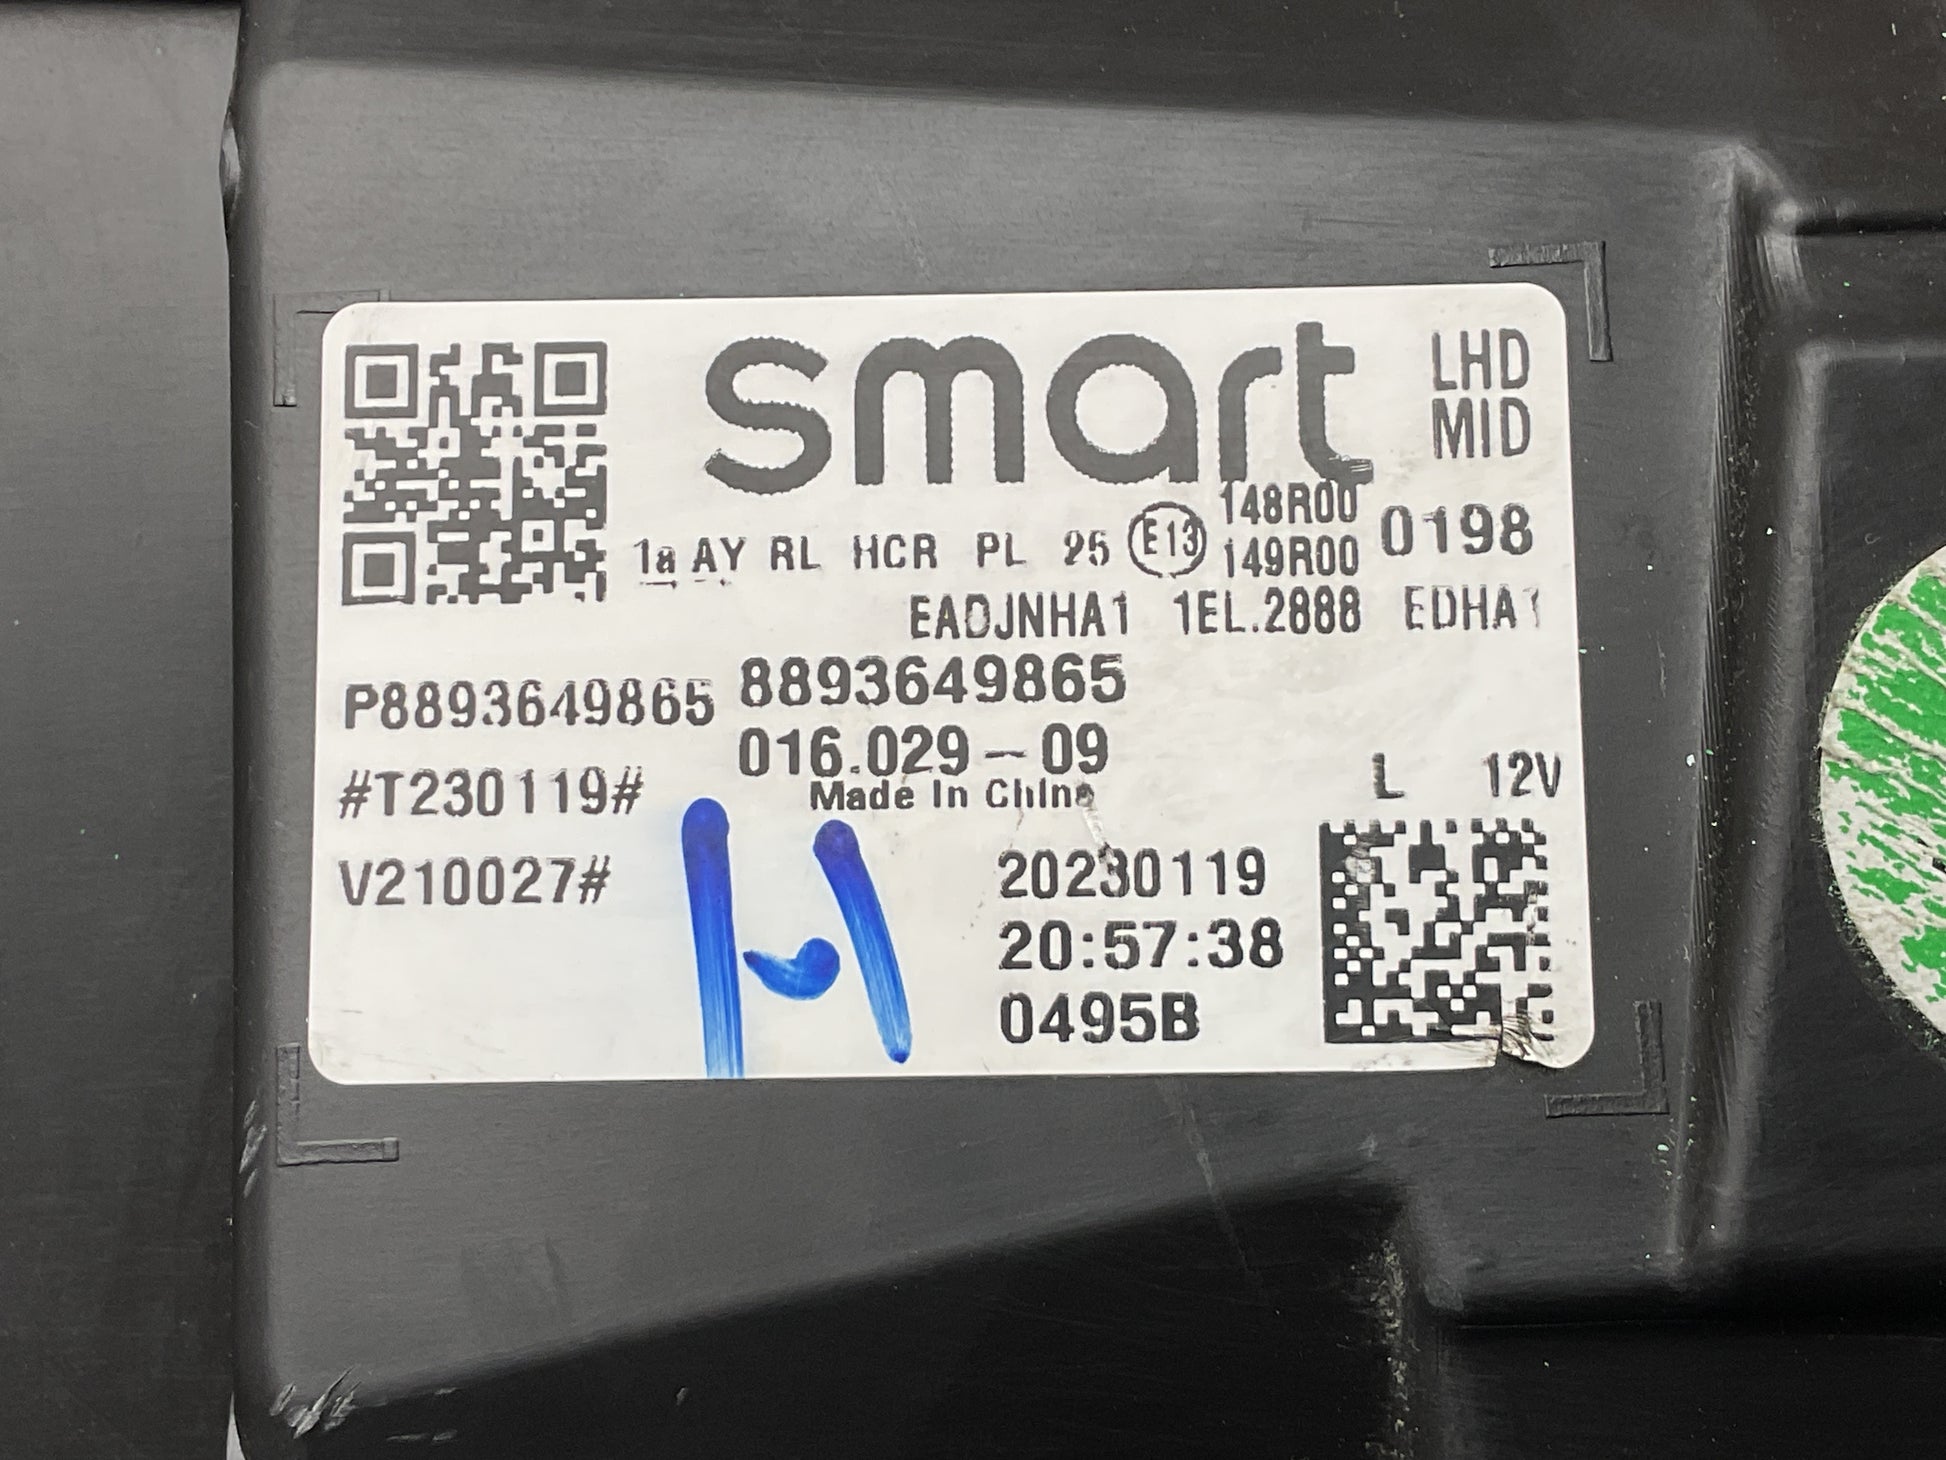 smart
LHD
MID
148R00
1a AY RL HCR PL 25 E13 149R00 0198
EADJNHA1 1EL.2888 EDHA1
P8893649865 8893649865
016.029-09
Made In China
#T230119#
L 12V
V210027#
20230119
20:57:38
0495B
H